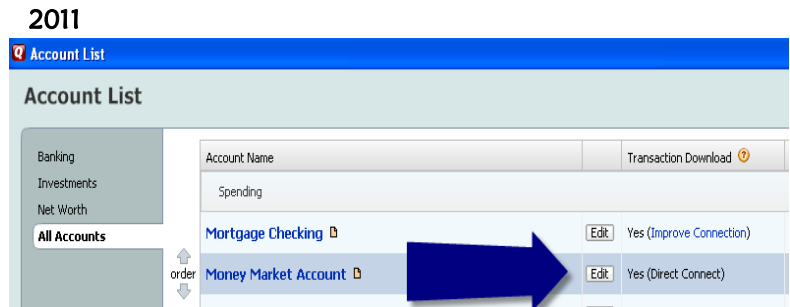 2011
Account List
Account List
Banking
Investments
Net Worth
All Accounts
order
Account Name
Transaction Download ?
Spending
Mortgage Checking
Edit
Yes (Improve Connection)
Money Market Account
Edit
Yes (Direct Connect)